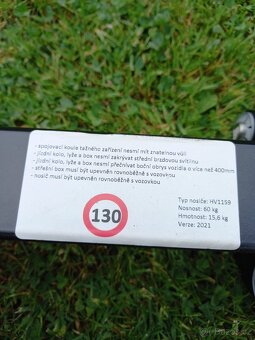 - spojovací koule tažného zařízení nesmí mít znatelnou vůli
- jízdní kolo, lyže a box nesmí zakrývat střední brzdovou svítilnu
- jízdní kolo, lyže a box nesmí přečnívat boční obrys vozidla o více než 400mm
- střešní box musí být upevněn rovnoběžně s vozovkou
- nosič musí být upevněn rovnoběžně s vozovkou
130
Typ nosiče: HV1159
Nosnost: 60 kg
Hmotnost: 15,6 kg
Verze: 2021